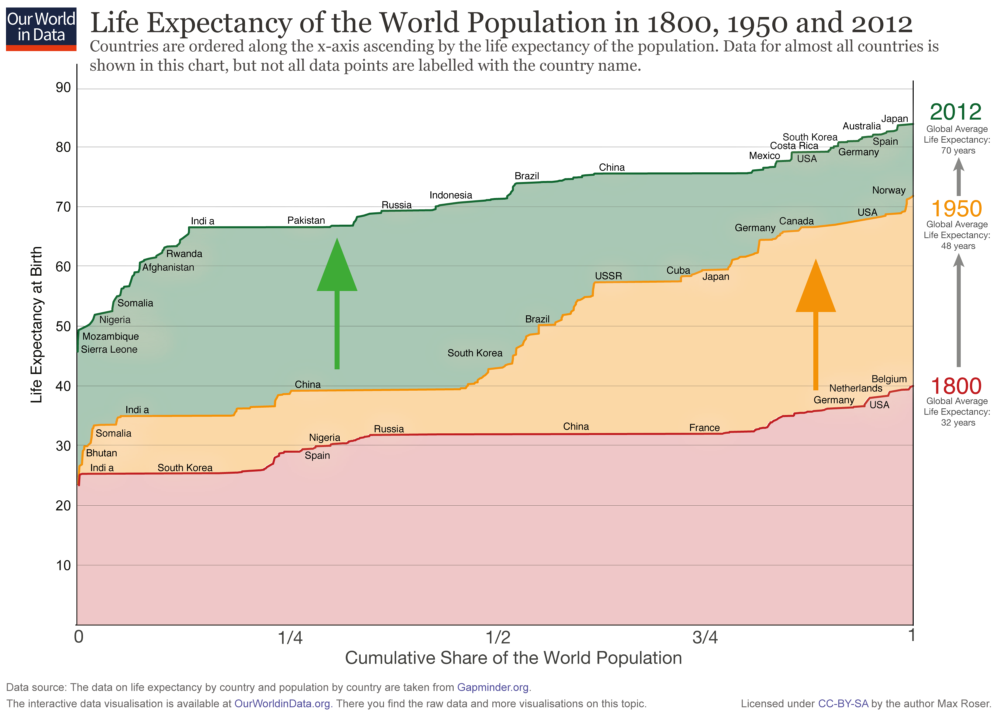 Our World
in Data
Life Expectancy of the World Population in 1800, 1950 and 2012
Countries are ordered along the x-axis ascending by the life expectancy of the population. Data for almost all countries is
shown in this chart, but not all data points are labelled with the country name.
Life Expectancy at Birth
90
80
70
60
50
40
30
20
10
Japan
Australia
South Korea
Spain
Costa Rica
Germany
Mexico
USA
China
Brazil
Indonesia
Russia
Pakistan
Indi a
Rwanda
Afghanistan
Somalia
Nigeria
Mozambique
Sierra Leone
Norway
USA
Canada
Germany
Cuba
Japan
USSR
Brazil
South Korea
China
Indi a
Somalia
Bhutan
Belgium
Netherlands
Germany
USA
France
China
Russia
Nigeria
Spain
South Korea
Indi a
2012
Global Average
Life Expectancy:
70 years
1950
Global Average
Life Expectancy:
48 years
1800
Global Average
Life Expectancy:
32 years
0
1/4
1/2
3/4
1
Cumulative Share of the World Population
Data source: The data on life expectancy by country and population by country are taken from Gapminder.org.
The interactive data visualisation is available at OurWorldinData.org. There you find the raw data and more visualisations on this topic.
Licensed under CC-BY-SA by the author Max Roser.